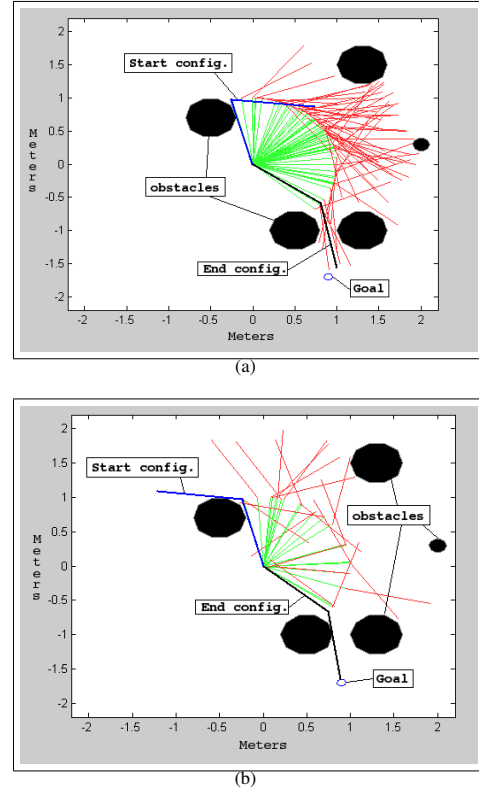 2
Start config.
1.5
1
Meters
0.5
0
obstacles
-0.5
-1
End config.
-1.5
Goal
-2
-2 -1.5 -1 -0.5 0 0.5 1 1.5 2
Meters
(a)
2
1.5
Start config.
1
obstacles
0.5
Meters
0
-0.5
End config.
-1
-1.5
Goal
-2
-2 -1.5 -1 -0.5 0 0.5 1 1.5 2
Meters
(b)